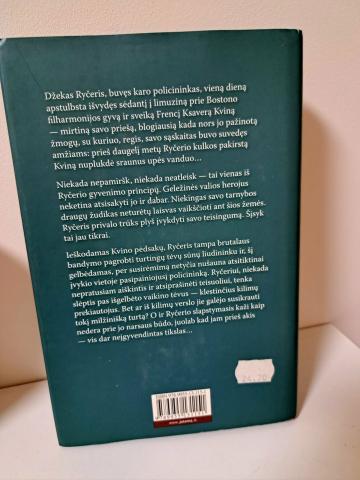 Džekas Ryčeris, buvęs karo policininkas, vieną dieną
apstulbsta išvydęs sėdantį į limuziną prie Bostono
filharmonijos gyvą ir sveiką Frencį Ksaverą Kviną
— mirtiną savo priešą, blogiausią kada nors jo pažinotą
žmogų, su kuriuo, regis, savo sąskaitas buvo suvedęs
amžiams: prieš daugelį metų Ryčerio kulkos pakirstą
Kviną nuplukdė sraunus upės vanduo...
Niekada nepamiršk, niekada neatleisk — tai vienas iš
Ryčerio gyvenimo principų. Geležinės valios herojus
neketina atsisakyti jo ir dabar. Niekingas savo tarnybos
draugų žudikas neturėtų laisvas vaikščioti ant šios žemės.
Ryčeris privalo trūks plyš įvykdyti savo teisingumą. Šįsyk
tai jau tikrai.
Ieškodamas Kvino pėdsakų, Ryčeris tampa brutalaus
bandymo pagrobti turtingų tėvų sūnų liudininku ir, šį
gelbėdamas, per susirėmimą netyčia nušauna atsitiktinai
įvykio vietoje pasipainiojusį policininką. Ryčeriui, niekada
nepratusiam aiškintis ir atsiprašinėti teisuoliui, tenka
slėptis pas išgelbėto vaikino tėvus — klestinčius kilimų
prekiautojus. Bet ar iš kilimų verslo jie galėjo susikrauti
tokį milžinišką turtą? O ir Ryčerio slapstymasis kaži kaip
nedera prie jo narsaus būdo, juolab kad jam prieš akis
— vis dar neįgyvendintas tikslas...
24.70